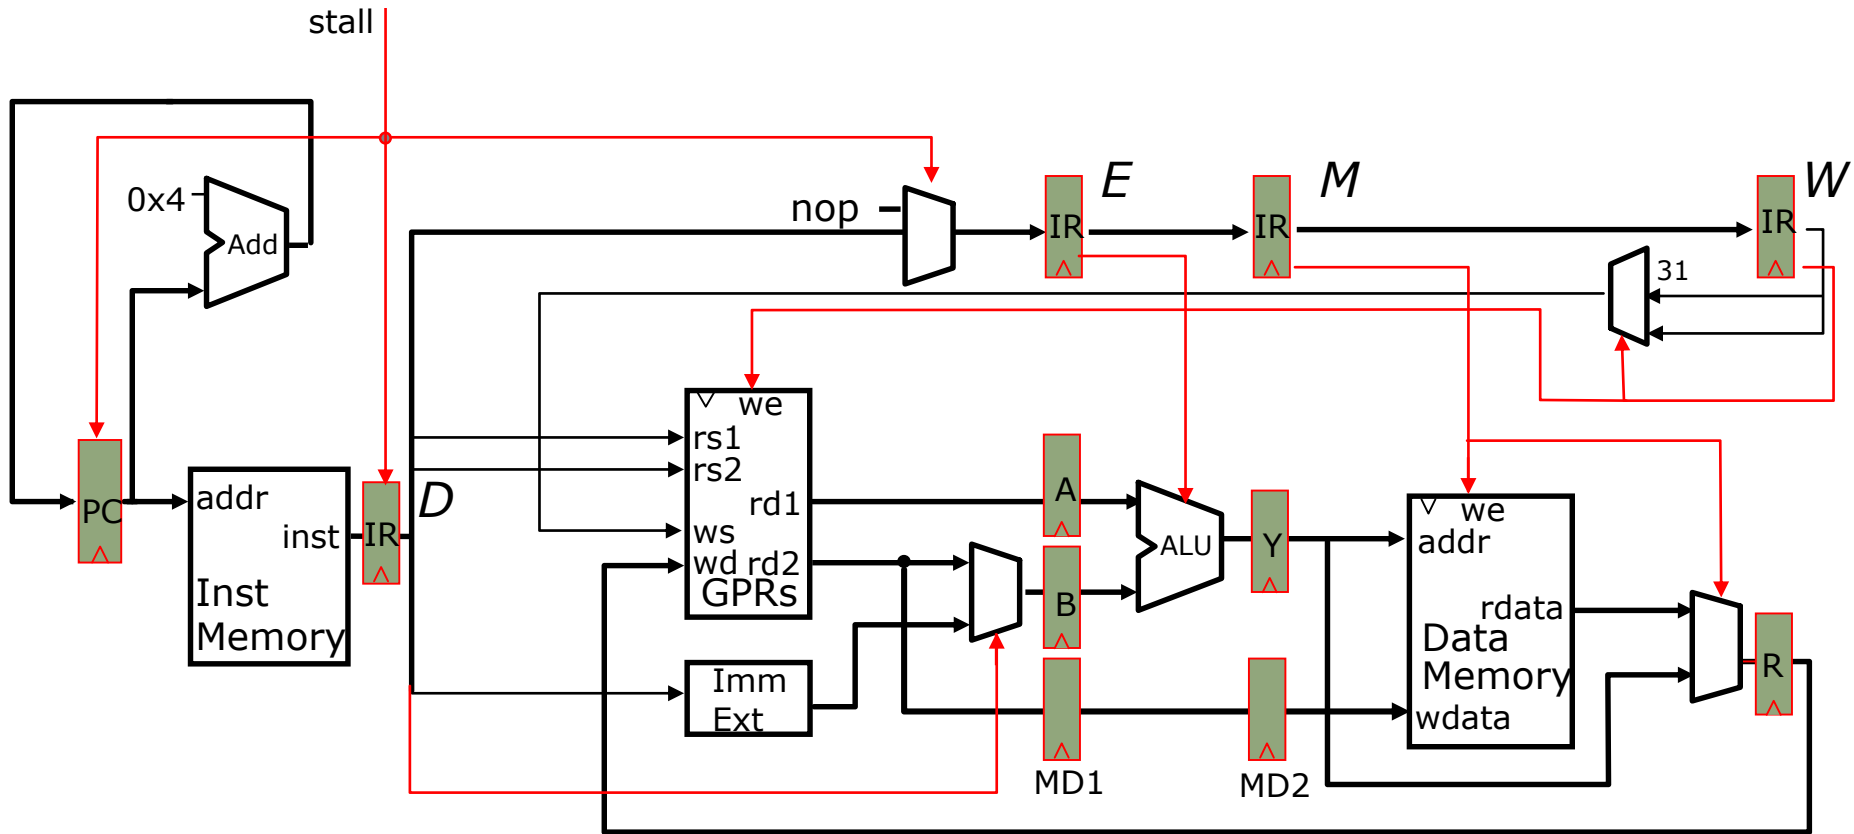 stall
E
M
W
0x4
nop
Add
IR
IR
IR
31
we
rs1
rs2
ws
wd
rd1
rd2
GPRs
PC
addr
inst
Inst
Memory
IR
D
A
B
ALU
Y
we
addr
rdata
Data
Memory
wdata
R
Imm
Ext
MD1
MD2